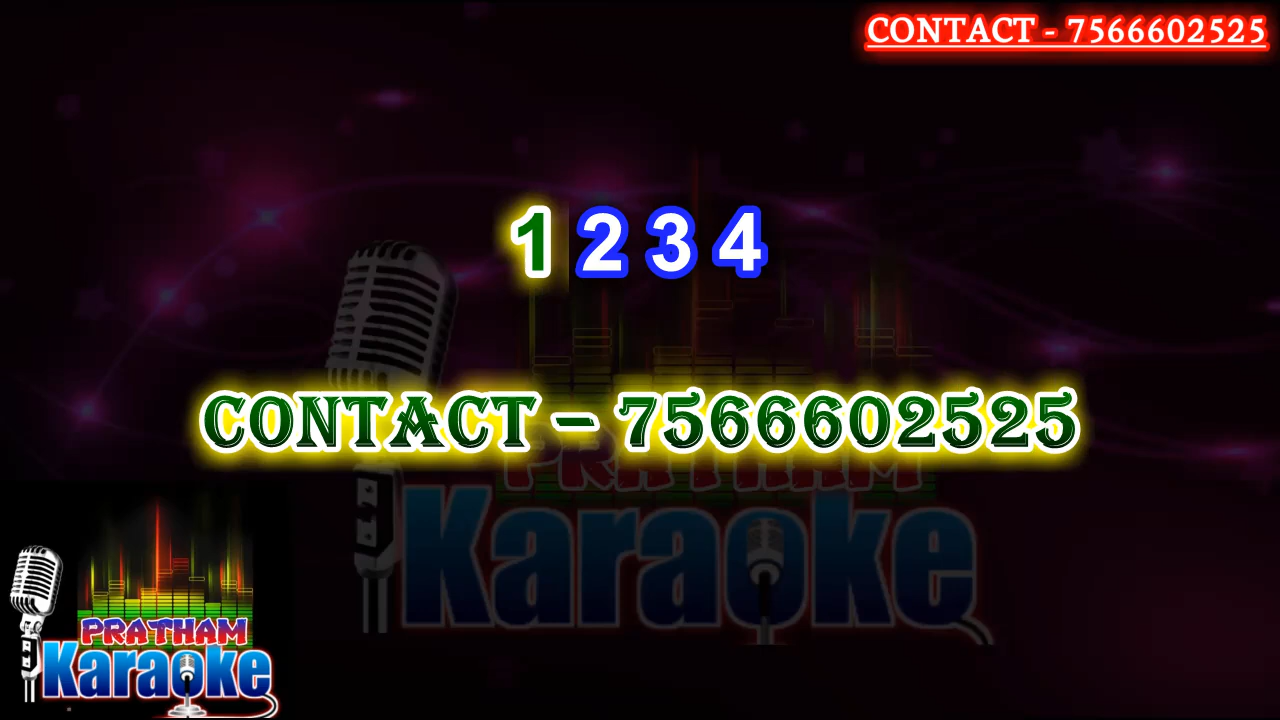 CONTACT - 7566602525
1 2 3 4
CONTACT – 7566602525
PRATHAM
Karaoke
PRATHAM
Karaoke